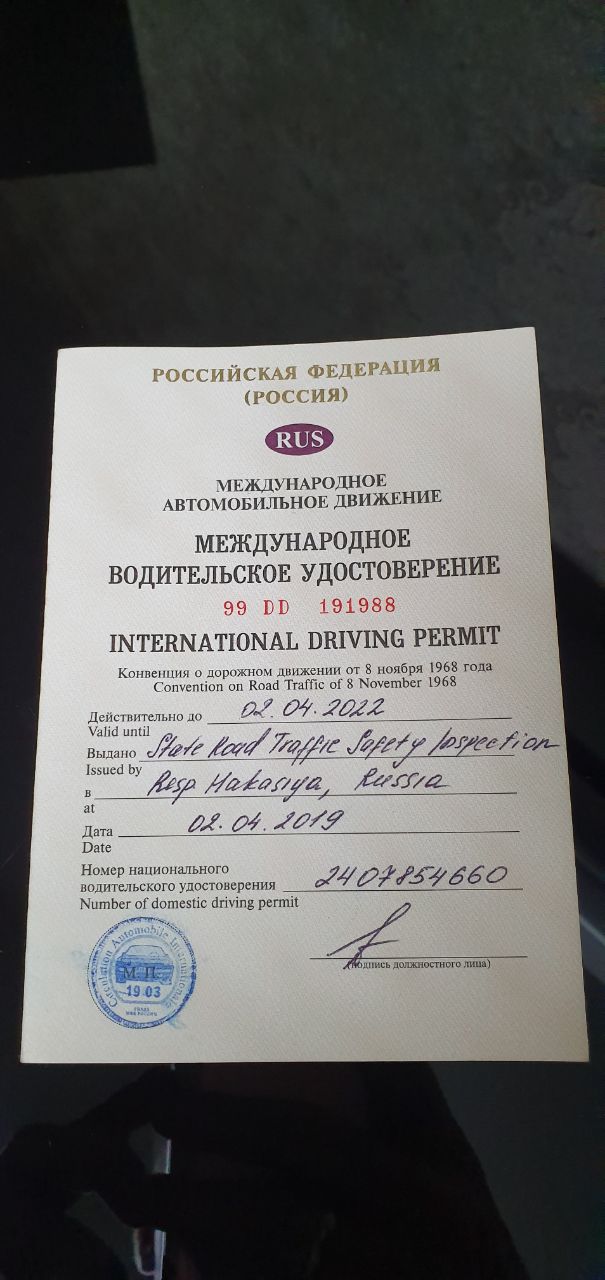 РОССИЙСКАЯ ФЕДЕРАЦИЯ
(РОССИЯ)
RUS
МЕЖДУНАРОДНОЕ
АВТОМОБИЛЬНОЕ ДВИЖЕНИЕ
МЕЖДУНАРОДНОЕ
ВОДИТЕЛЬСКОЕ УДОСТОВЕРЕНИЕ
99 DD 191988
INTERNATIONAL DRIVING PERMIT
Конвенция о дорожном движении от 8 ноября 1968 года
Convention on Road Traffic of 8 November 1968
Действительно до 02.04.2022
Valid until
Выдано State Road Traffic Safety Inspection
Issued by
в Resp. Hakasiya, Russia
at
Дата 02.04.2019
Date
Номер национального
водительского удостоверения 2407854660
Number of domestic driving permit
(подпись должностного лица)
Circulation Automobile Internationale
М. П.
19 03